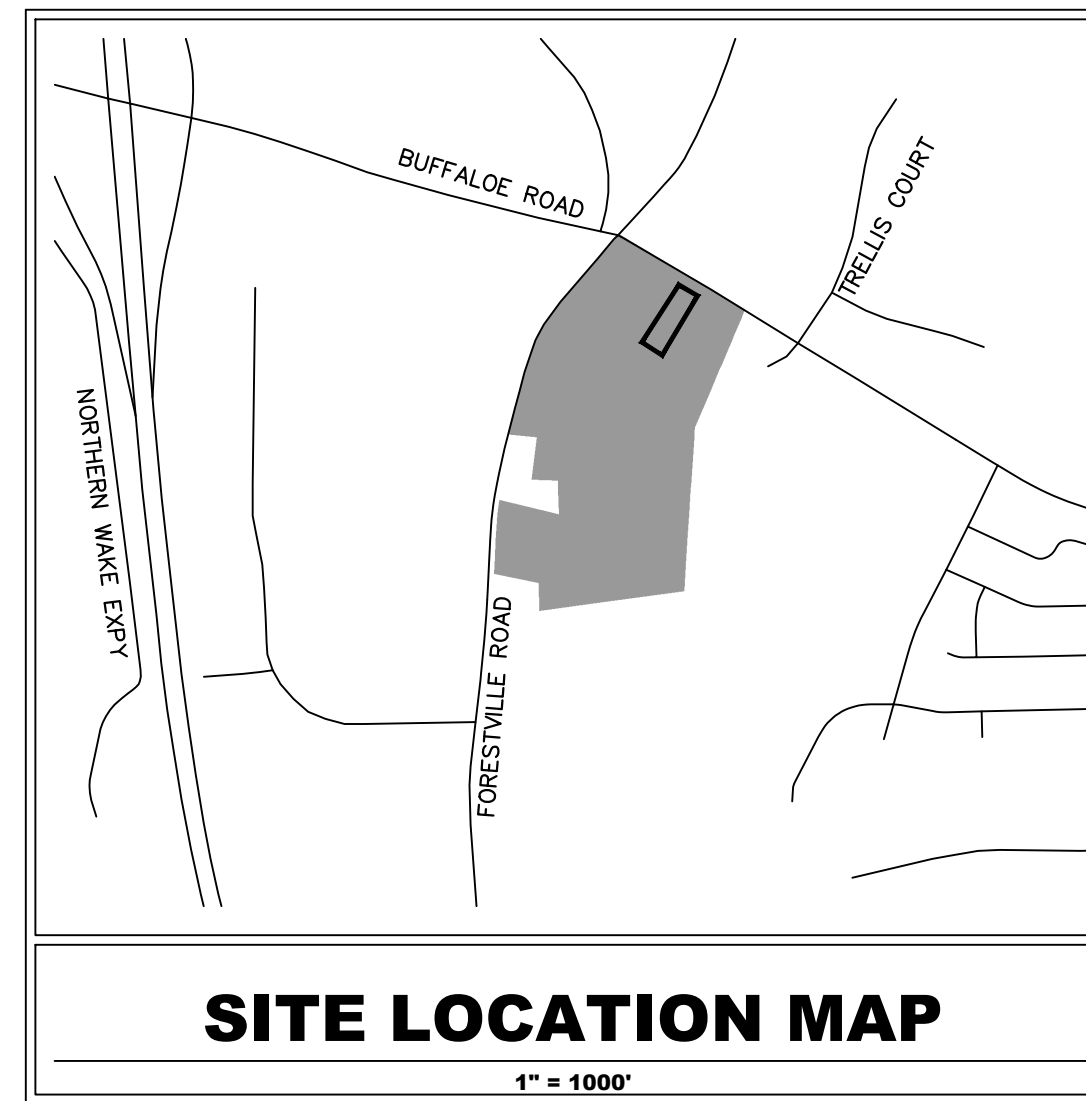 BUFFALOE ROAD
TRELLIS COURT
NORTHERN WAKE EXPY
FORESTVILLE ROAD
SITE LOCATION MAP
1" = 1000'